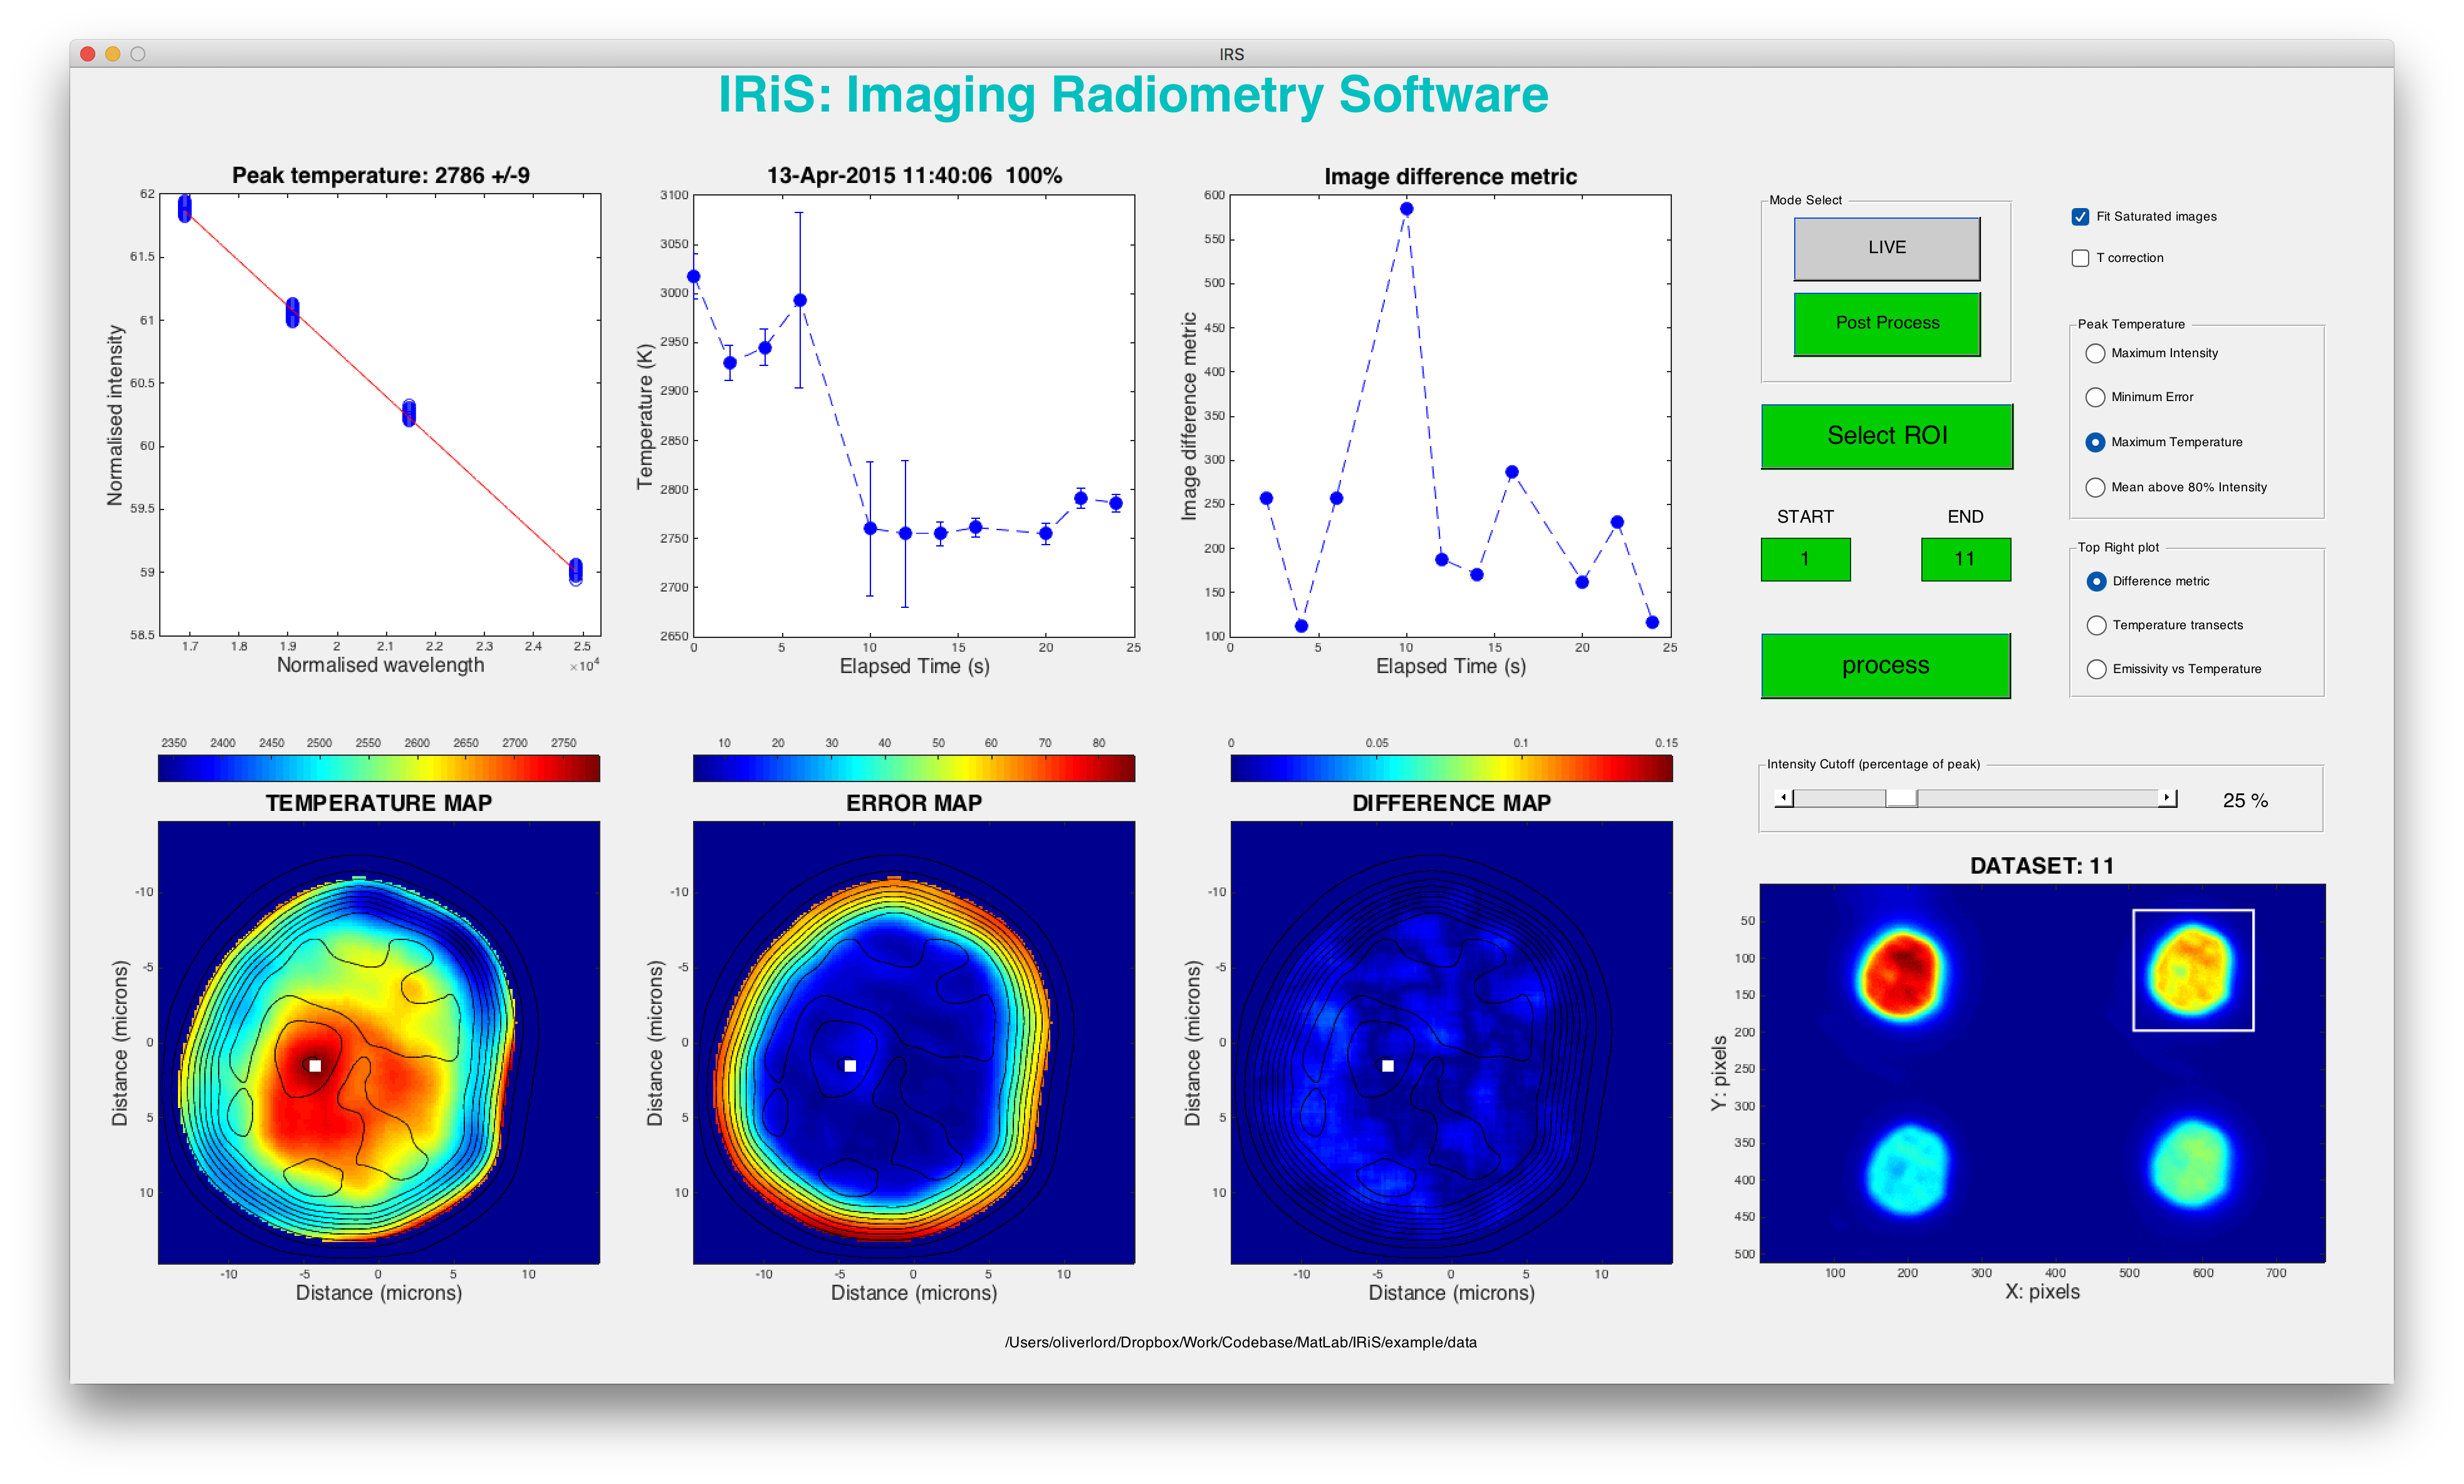 IRS
IRiS: Imaging Radiometry Software
Peak temperature: 2786 +/-9
62
61.5
61
60.5
60
59.5
59
58.5
Normalised intensity
1.7 1.8 1.9 2 2.1 2.2 2.3 2.4 2.5
×10⁴
Normalised wavelength
13-Apr-2015 11:40:06 100%
3100
3050
3000
2950
2900
2850
2800
2750
2700
2650
Temperature (K)
0 5 10 15 20 25
Elapsed Time (s)
Image difference metric
600
550
500
450
400
350
300
250
200
150
100
Image difference metric
0 5 10 15 20 25
Elapsed Time (s)
Mode Select
LIVE
Post Process
Select ROI
START END
1 11
process
Fit Saturated images
T correction
Peak Temperature
Maximum Intensity
Minimum Error
Maximum Temperature
Mean above 80% Intensity
Top Right plot
Difference metric
Temperature transects
Emissivity vs Temperature
2350 2400 2450 2500 2550 2600 2650 2700 2750
TEMPERATURE MAP
-10
-5
0
5
10
Distance (microns)
-10 -5 0 5 10
Distance (microns)
10 20 30 40 50 60 70 80
ERROR MAP
-10
-5
0
5
10
Distance (microns)
-10 -5 0 5 10
Distance (microns)
0 0.05 0.1 0.15
DIFFERENCE MAP
-10
-5
0
5
10
Distance (microns)
-10 -5 0 5 10
Distance (microns)
Intensity Cutoff (percentage of peak)
25 %
DATASET: 11
50
100
150
200
250
300
350
400
450
500
Y: pixels
100 200 300 400 500 600 700
X: pixels
/Users/oliverlord/Dropbox/Work/Codebase/MatLab/IRiS/example/data